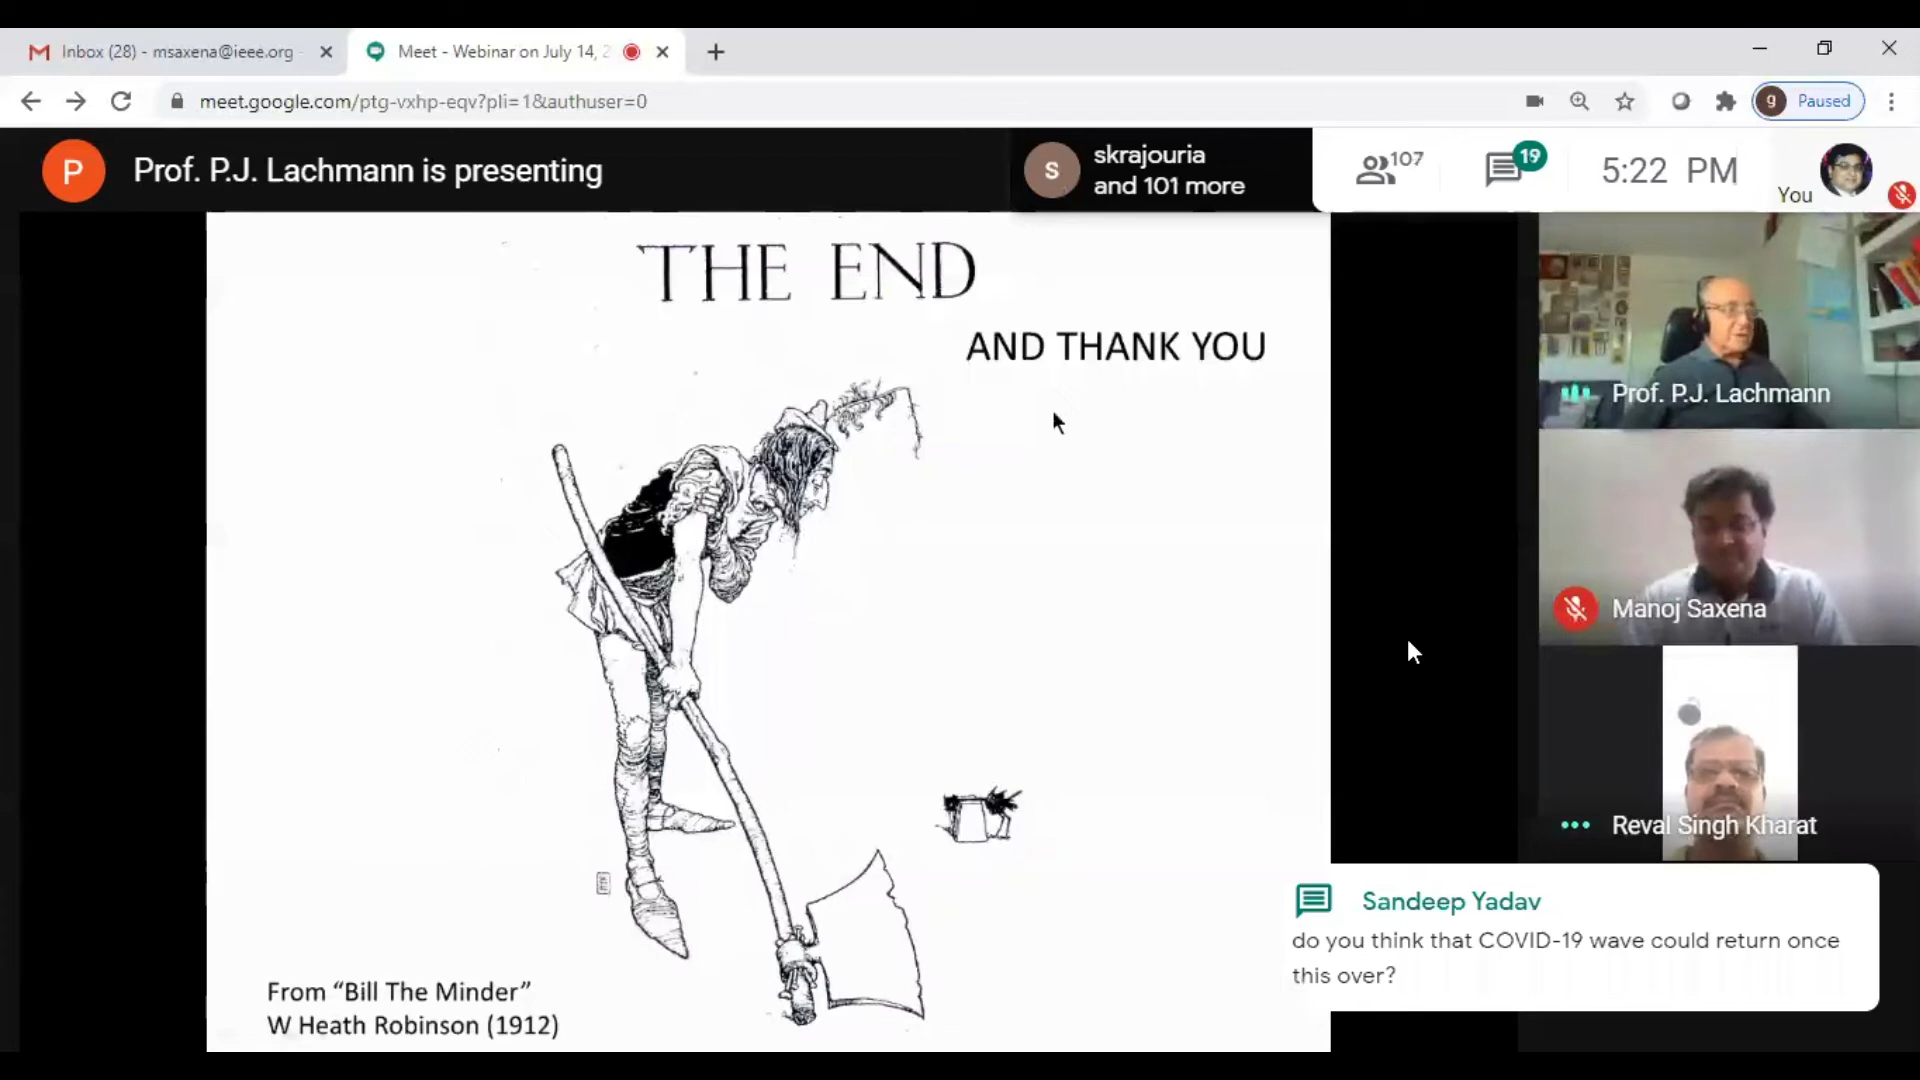 Inbox (28) - msaxena@ieee.org
Meet - Webinar on July 14, 2
meet.google.com/ptg-vxhp-eqv?pli=1&authuser=0
g Paused
P Prof. P.J. Lachmann is presenting
s skrajouria
and 101 more
107
19
5:22 PM
You
THE END
AND THANK YOU
From “Bill The Minder”
W Heath Robinson (1912)
Prof. P.J. Lachmann
Manoj Saxena
Reval Singh Kharat
Sandeep Yadav
do you think that COVID-19 wave could return once
this over?